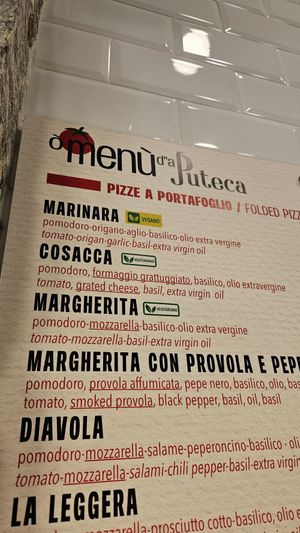 ò menù d'a Puteca
PIZZE A PORTAFOGLIO / FOLDED PIZZ
MARINARA VEGANO
pomodoro-origano-aglio-basilico-olio extra vergine
tomato-origan-garlic-basil-extra virgin oil
COSACCA VEGETARIANO
pomodoro, formaggio grattuggiato, basilico, olio extravergine
tomato, grated cheese, basil, extra virgin oil
MARGHERITA VEGETARIANO
pomodoro-mozzarella-basilico-olio extra vergine
tomato-mozzarella-basil-extra virgin oil
MARGHERITA CON PROVOLA E PEPE
pomodoro, provola affumicata, pepe nero, basilico, olio, bas
tomato, smoked provola, black pepper, basil, oil, basil
DIAVOLA
pomodoro-mozzarella-salame-peperoncino-basilico - oli
tomato-mozzarella-salami-chili pepper-basil-extra virgin
LA LEGGERA
-mozzarella-prosciutto cotto-basilico, olio e